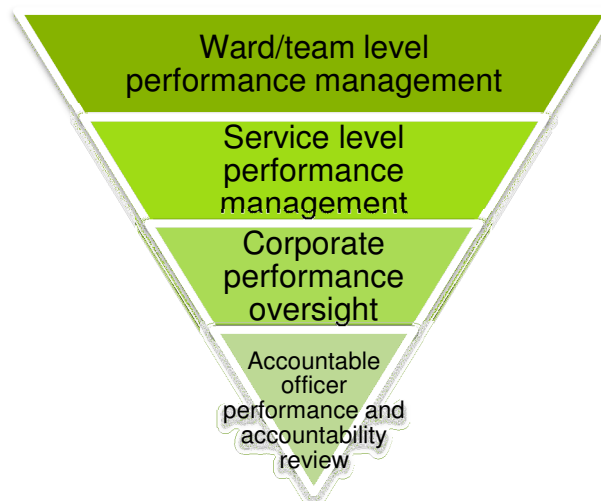 Ward/team level
performance management
Service level
performance
management
Corporate
performance
oversight
Accountable
officer
performance and
accountability
review